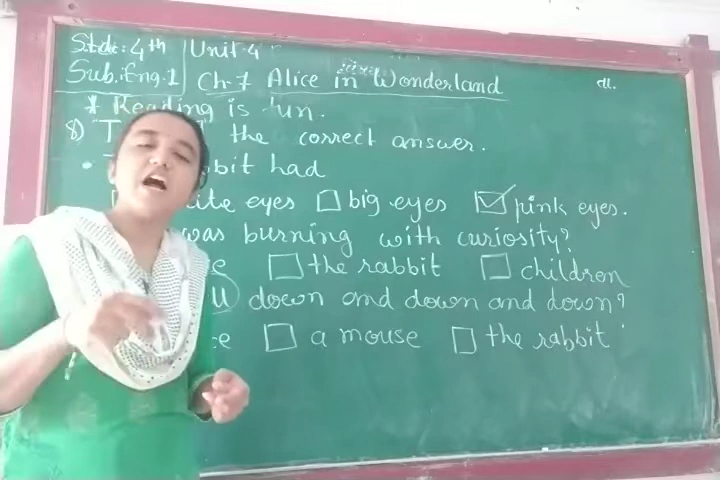 Std: 4th Unit-4
Sub.: Eng.1 Ch-7 Alice in Wonderland
* Reading is fun.
8) the correct answer.
• had
eyes big eyes pink eyes.
was burning with curiosity?
the rabbit children
down and down and down?
a mouse the rabbit